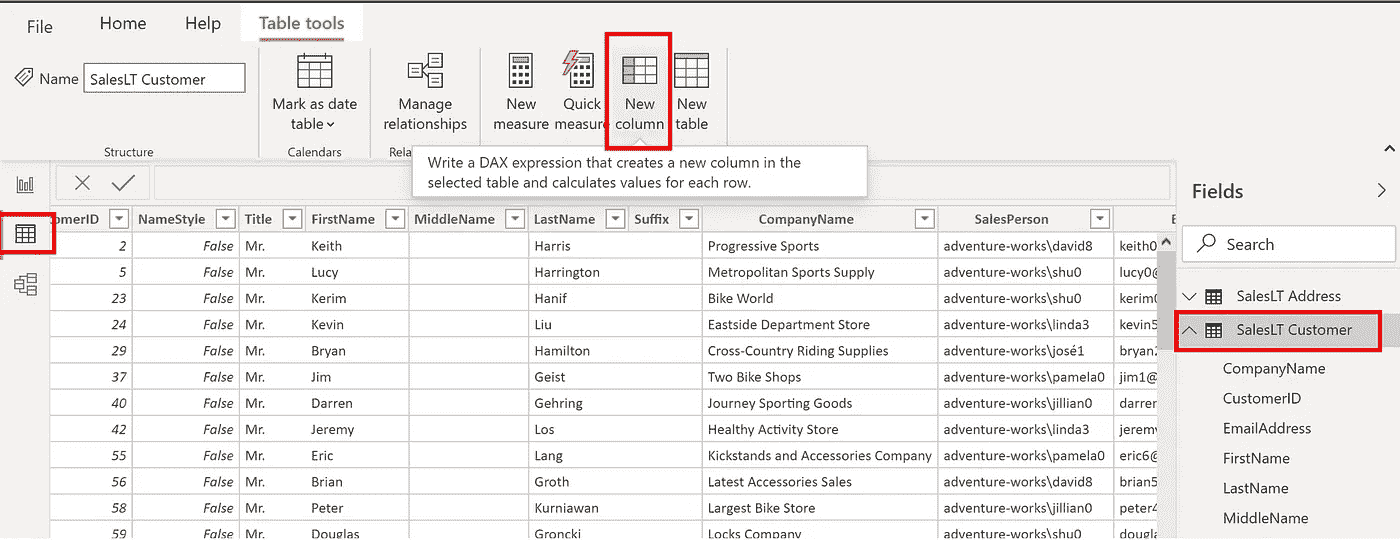 File Home Help Table tools
Name SalesLT Customer
Mark as date table
Manage relationships
New measure
Quick measure
New column
New table
Structure
Calendars
Write a DAX expression that creates a new column in the
selected table and calculates values for each row.
omerID NameStyle Title FirstName MiddleName LastName Suffix CompanyName SalesPerson
2 False Mr. Keith Harris Progressive Sports adventure-works\david8 keith0
5 False Mr. Lucy Harrington Metropolitan Sports Supply adventure-works\shu0 lucy0@
23 False Mr. Kerim Hanif Bike World adventure-works\shu0 kerim0
24 False Mr. Kevin Liu Eastside Department Store adventure-works\linda3 kevin5
29 False Mr. Bryan Hamilton Cross-Country Riding Supplies adventure-works\josé1 bryan2
37 False Mr. Jim Geist Two Bike Shops adventure-works\pamela0 jim1@
40 False Mr. Darren Gehring Journey Sporting Goods adventure-works\jillian0 darren
42 False Mr. Jeremy Los Healthy Activity Store adventure-works\linda3 jeremy
55 False Mr. Eric Lang Kickstands and Accessories Company adventure-works\pamela0 eric6@
56 False Mr. Brian Groth Latest Accessories Sales adventure-works\david8 brian5
58 False Mr. Peter Kurniawan Largest Bike Store adventure-works\jillian0 peter4
59 False Mr. Douglas Groncki Locks Company adventure-works\shu0 dougla
Fields
Search
SalesLT Address
SalesLT Customer
CompanyName
CustomerID
EmailAddress
FirstName
LastName
MiddleName